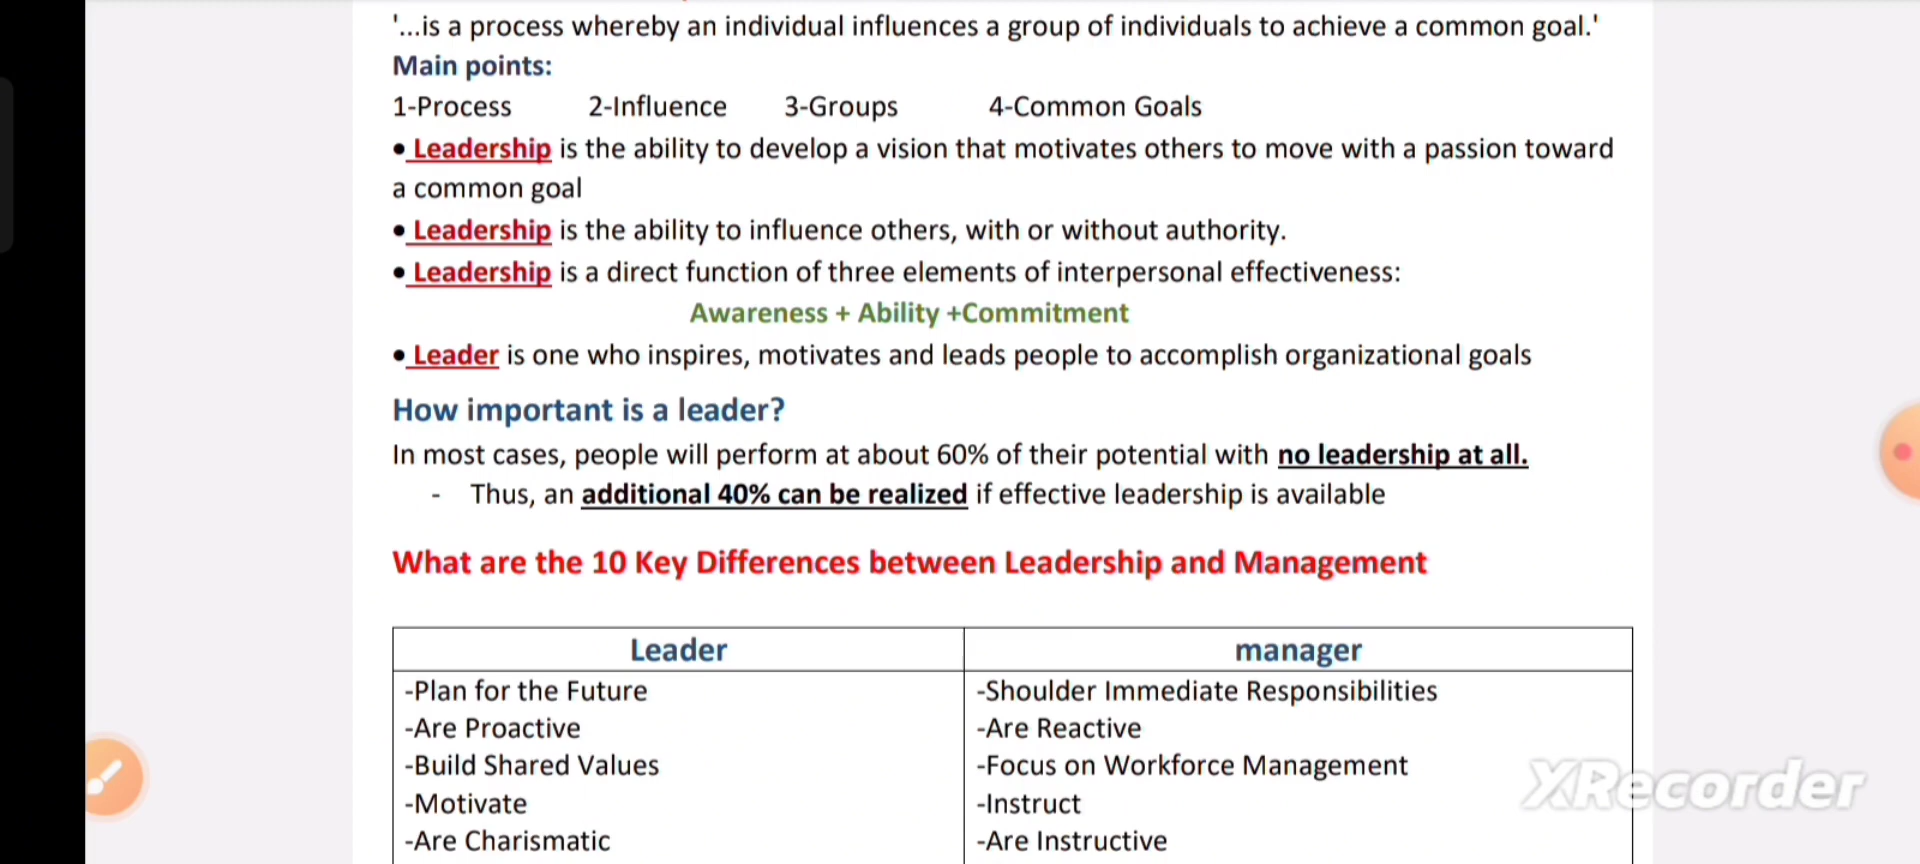 '...is a process whereby an individual influences a group of individuals to achieve a common goal.'
Main points:
1-Process 2-Influence 3-Groups 4-Common Goals
• Leadership is the ability to develop a vision that motivates others to move with a passion toward
a common goal
• Leadership is the ability to influence others, with or without authority.
• Leadership is a direct function of three elements of interpersonal effectiveness:
Awareness + Ability +Commitment
• Leader is one who inspires, motivates and leads people to accomplish organizational goals
How important is a leader?
In most cases, people will perform at about 60% of their potential with no leadership at all.
- Thus, an additional 40% can be realized if effective leadership is available
What are the 10 Key Differences between Leadership and Management
Leader manager
-Plan for the Future -Shoulder Immediate Responsibilities
-Are Proactive -Are Reactive
-Build Shared Values -Focus on Workforce Management
-Motivate -Instruct
-Are Charismatic -Are Instructive
XRecorder